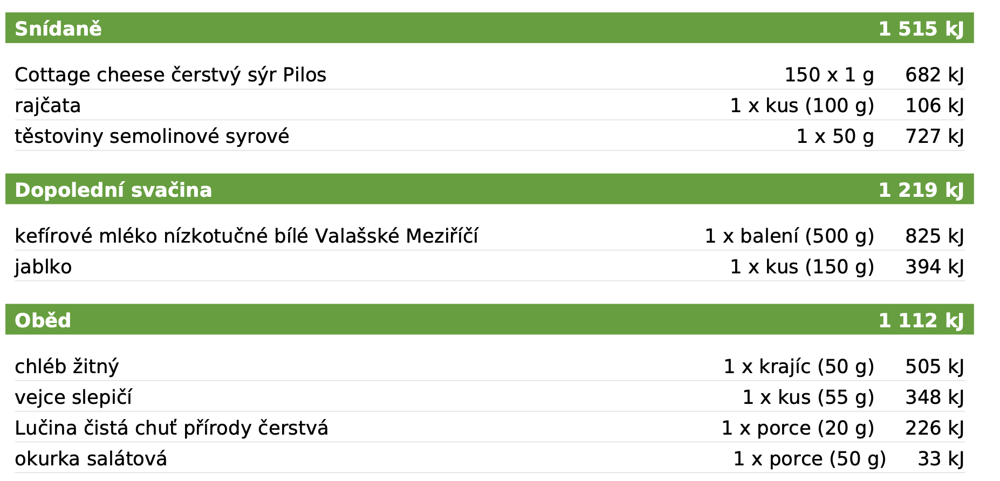 Snídaně 1 515 kJ
Cottage cheese čerstvý sýr Pilos 150 x 1 g 682 kJ
rajčata 1 x kus (100 g) 106 kJ
těstoviny semolinové syrové 1 x 50 g 727 kJ
Dopolední svačina 1 219 kJ
kefírové mléko nízkotučné bílé Valašské Meziříčí 1 x balení (500 g) 825 kJ
jablko 1 x kus (150 g) 394 kJ
Oběd 1 112 kJ
chléb žitný 1 x krajíc (50 g) 505 kJ
vejce slepičí 1 x kus (55 g) 348 kJ
Lučina čistá chuť přírody čerstvá 1 x porce (20 g) 226 kJ
okurka salátová 1 x porce (50 g) 33 kJ